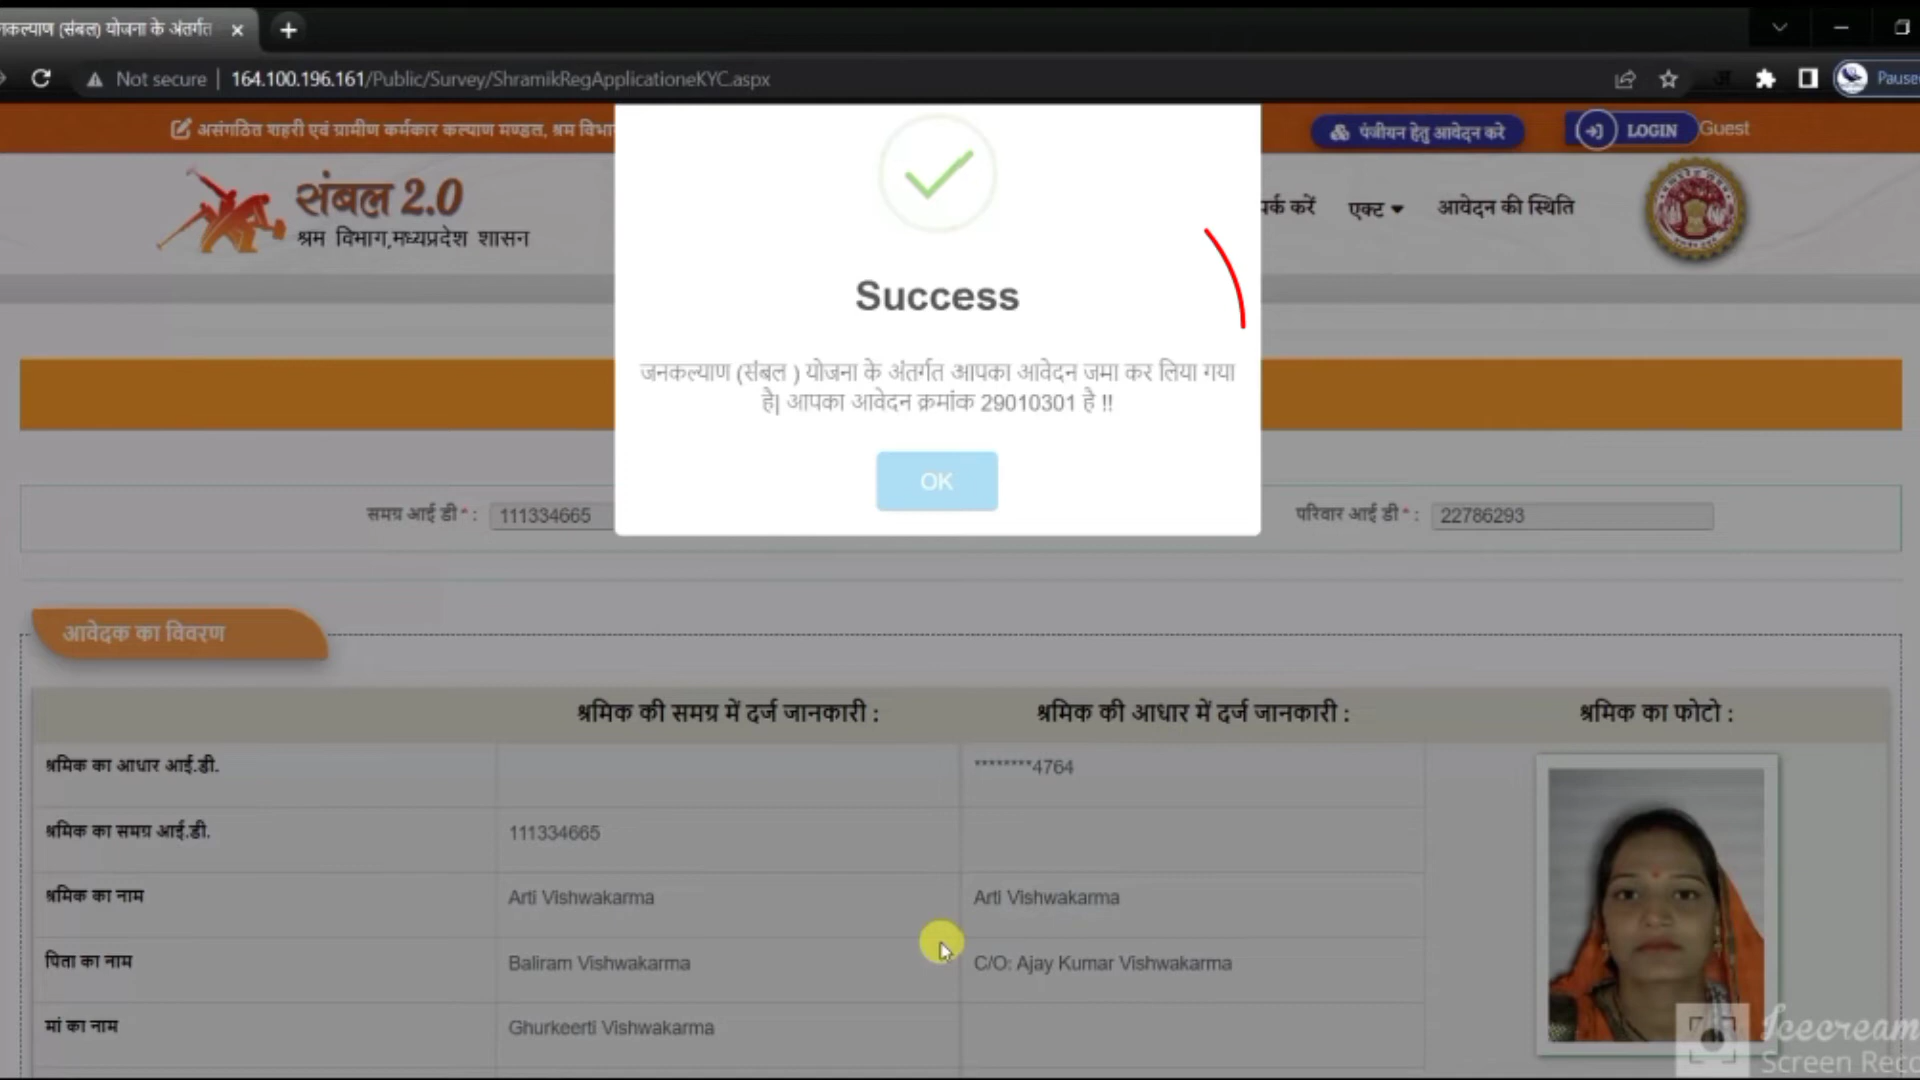 नकल्याण (संबल) योजना के अंतर्गत
Not secure | 164.100.196.161/Public/Survey/ShramikRegApplicationeKYC.aspx
Pause
असंगठित शहरी एवं ग्रामीण कर्मकार कल्याण मण्डल, श्रम विभा
पंजीयन हेतु आवेदन करे
LOGIN
Guest
संबल 2.0
श्रम विभाग,मध्यप्रदेश शासन
र्क करें
एक्ट
आवेदन की स्थिति
Success
जनकल्याण (संबल ) योजना के अंतर्गत आपका आवेदन जमा कर लिया गया
है| आपका आवेदन क्रमांक 29010301 है !!
OK
समग्र आई डी* : 111334665
परिवार आई डी* : 22786293
आवेदक का विवरण
श्रमिक की समग्र में दर्ज जानकारी : श्रमिक की आधार में दर्ज जानकारी : श्रमिक का फोटो :
श्रमिक का आधार आई.डी. ********4764
श्रमिक का समग्र आई.डी. 111334665
श्रमिक का नाम Arti Vishwakarma Arti Vishwakarma
पिता का नाम Baliram Vishwakarma C/O: Ajay Kumar Vishwakarma
मां का नाम Ghurkeerti Vishwakarma
Icecream
Screen Reco